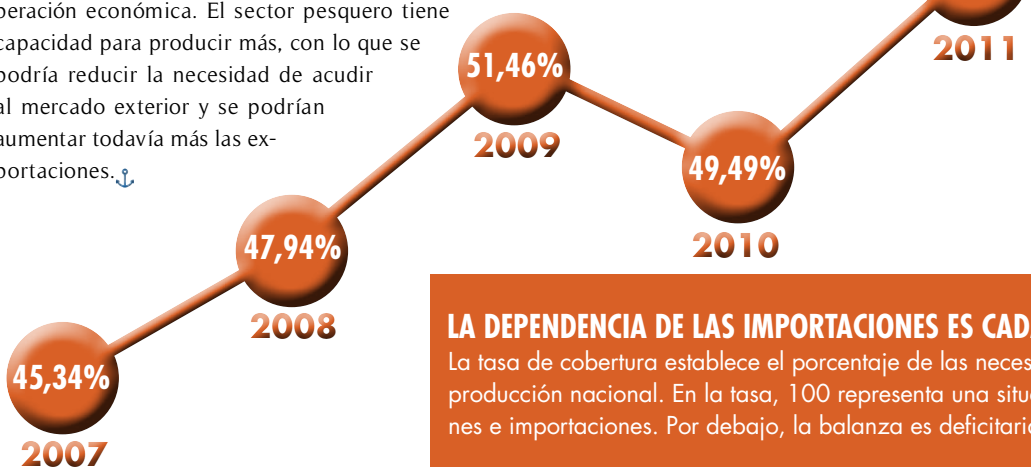 peración económica. El sector pesquero tiene
capacidad para producir más, con lo que se
podría reducir la necesidad de acudir
al mercado exterior y se podrían
aumentar todavía más las ex-
portaciones.
2011
51,46%
2009
49,49%
2010
47,94%
2008
45,34%
2007
LA DEPENDENCIA DE LAS IMPORTACIONES ES CAD
La tasa de cobertura establece el porcentaje de las neces
producción nacional. En la tasa, 100 representa una situ
nes e importaciones. Por debajo, la balanza es deficitari